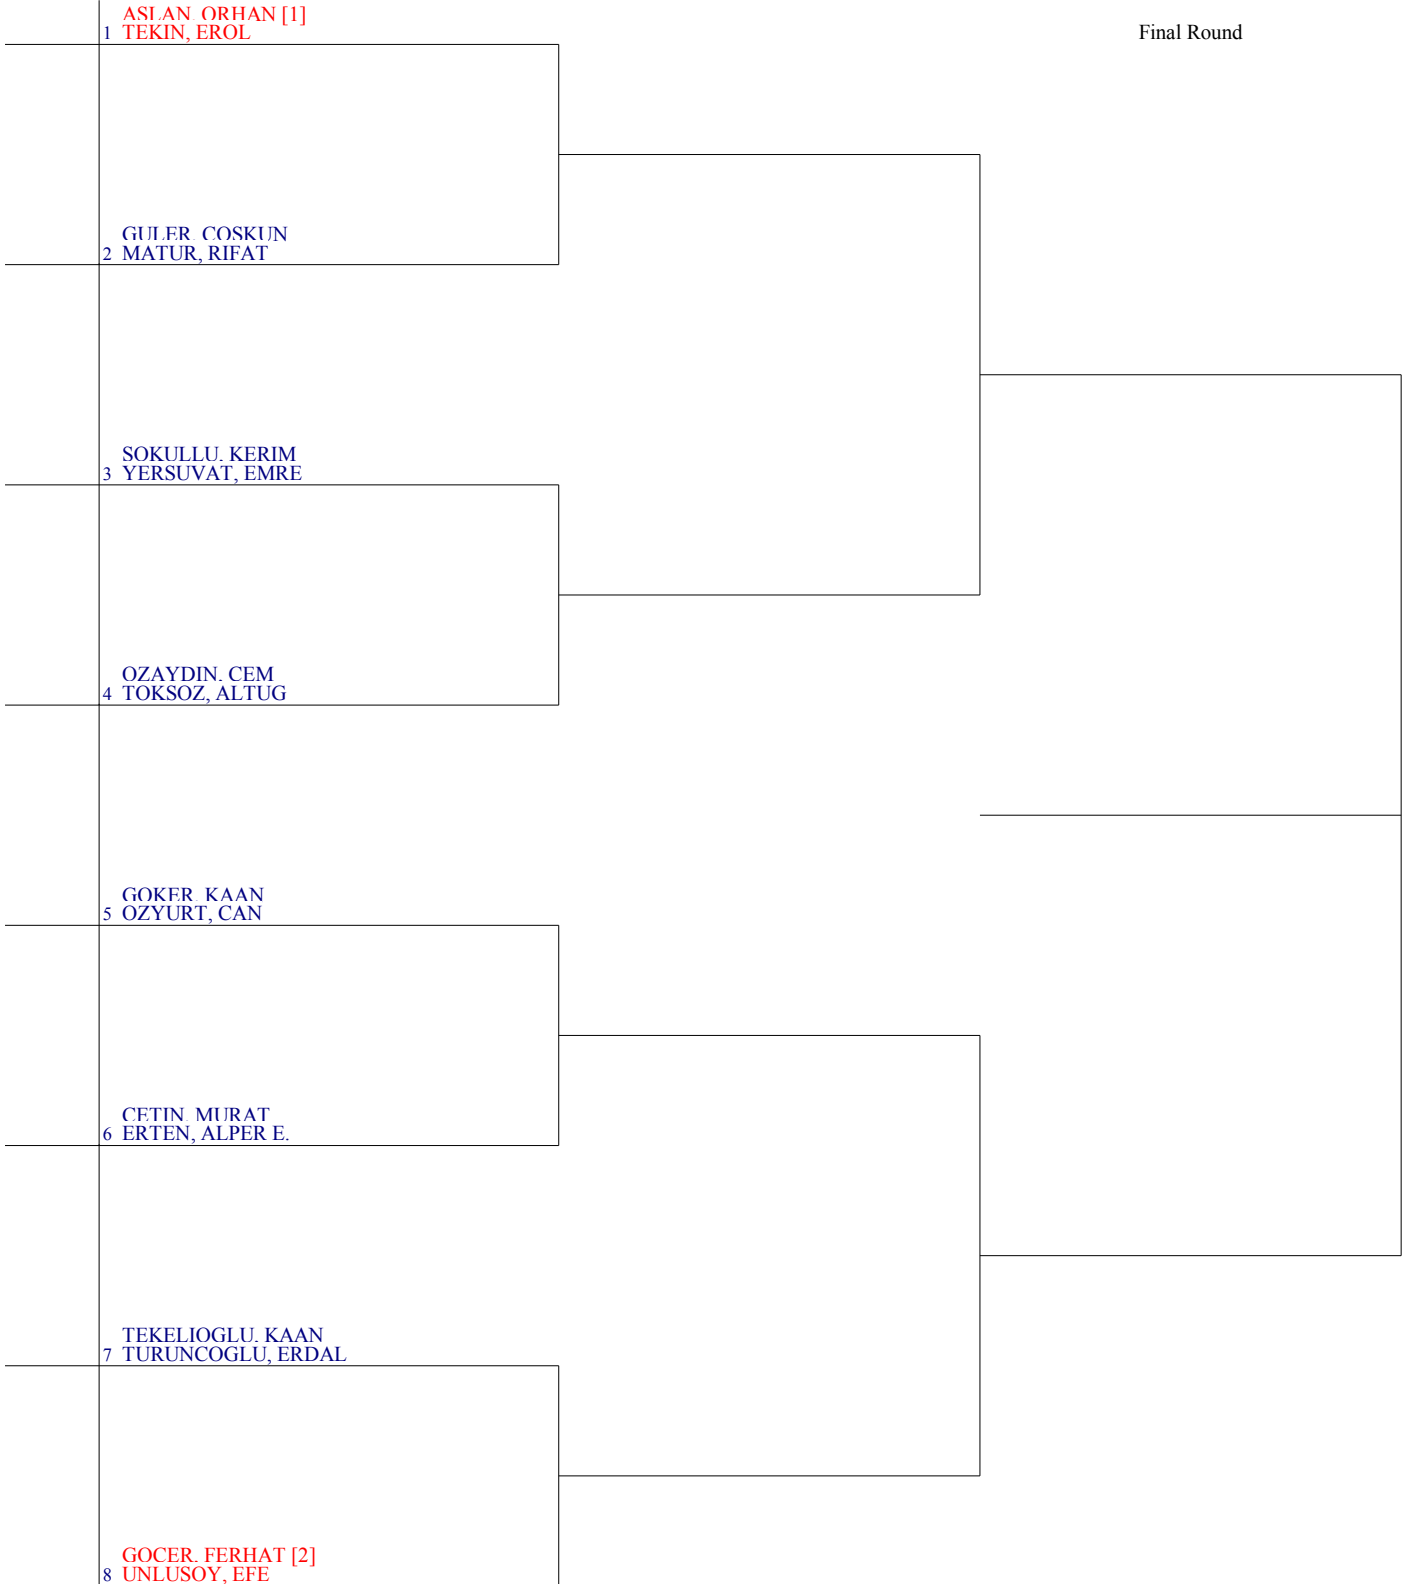 ASLAN, ORHAN [1]
1 TEKIN, EROL
Final Round
GULER, COSKUN
2 MATUR, RIFAT
SOKULLU, KERIM
3 YERSUVAT, EMRE
OZAYDIN, CEM
4 TOKSOZ, ALTUG
GOKER, KAAN
5 OZYURT, CAN
CETIN, MURAT
6 ERTEN, ALPER E.
TEKELIOGLU, KAAN
7 TURUNCOGLU, ERDAL
GOCER, FERHAT [2]
8 UNLUSOY, EFE